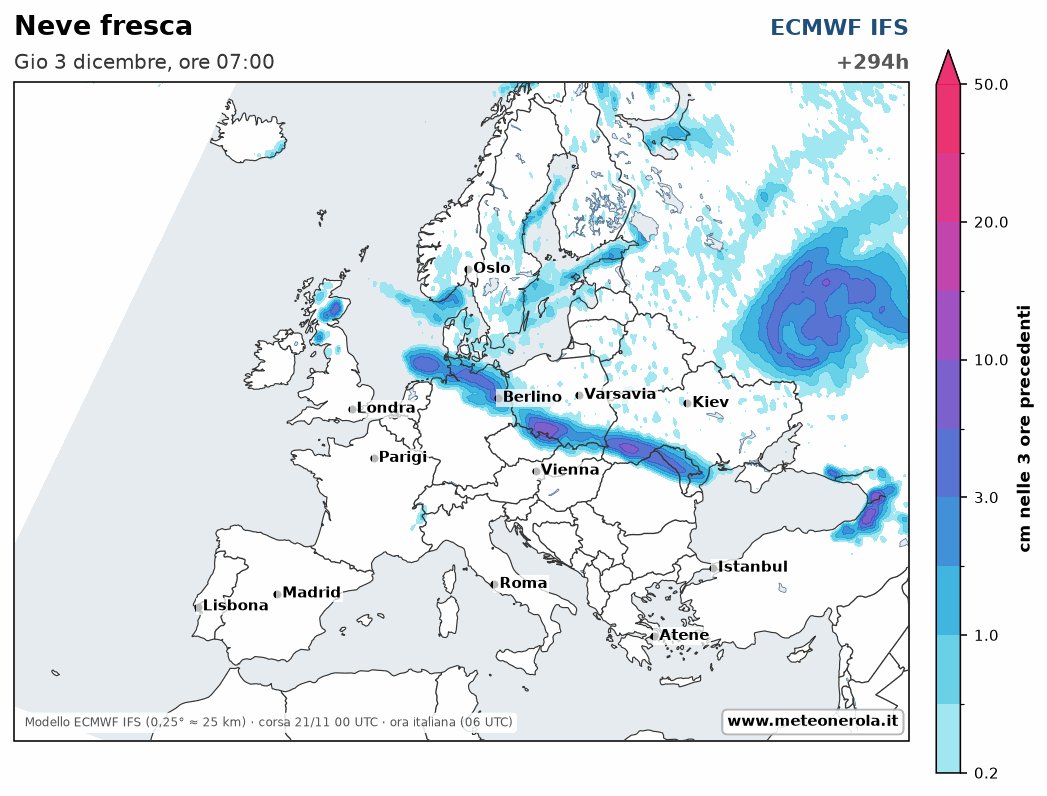 Neve fresca
ECMWF IFS
Gio 3 dicembre, ore 07:00
+294h
50.0
20.0
10.0
3.0
1.0
0.2
cm nelle 3 ore precedenti
Oslo
Berlino
Varsavia
Kiev
Londra
Parigi
Vienna
Istanbul
Roma
Madrid
Lisbona
Atene
Modello ECMWF IFS (0,25° ≈ 25 km) · corsa 21/11 00 UTC · ora italiana (06 UTC)
www.meteonerola.it